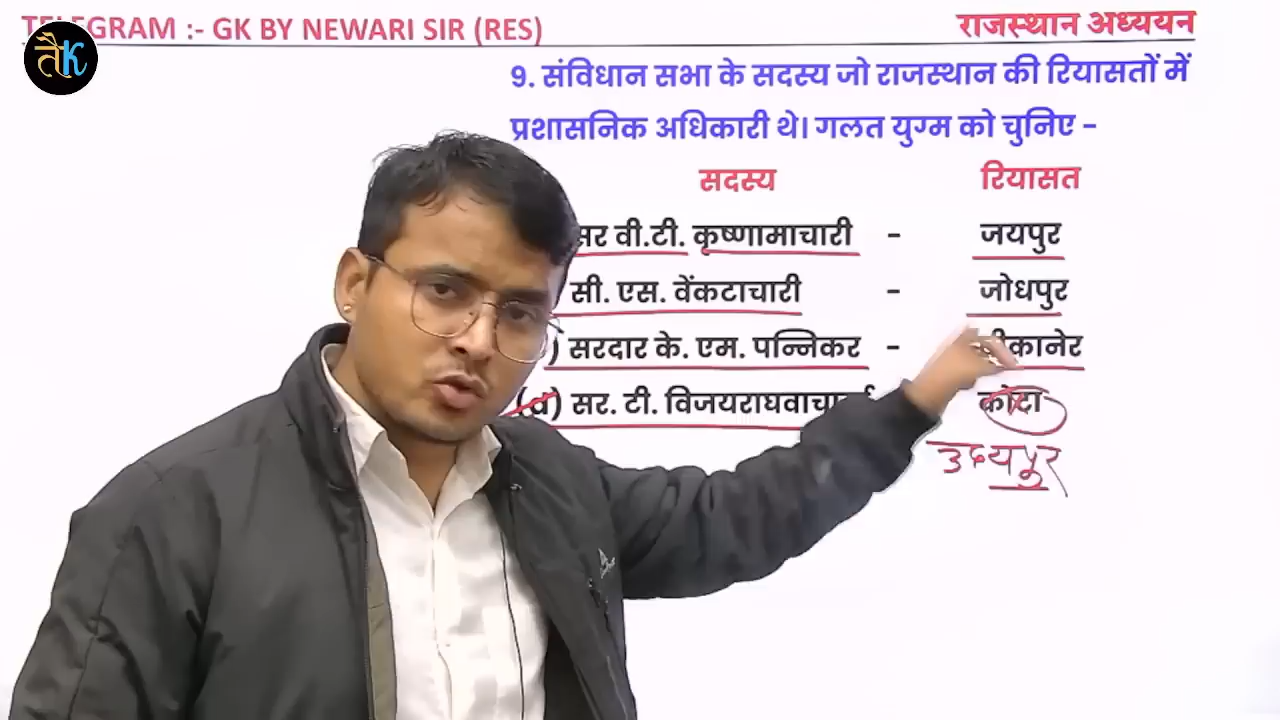 TELEGRAM :- GK BY NEWARI SIR (RES)
राजस्थान अध्ययन
तैK
9. संविधान सभा के सदस्य जो राजस्थान की रियासतों में
प्रशासनिक अधिकारी थे। गलत युग्म को चुनिए -
सदस्य रियासत
सर वी.टी. कृष्णामाचारी - जयपुर
सी. एस. वेंकटाचारी - जोधपुर
) सरदार के. एम. पन्निकर - बीकानेर
(d) सर. टी. विजयराघवाचार्य कोटा
उदयपुर